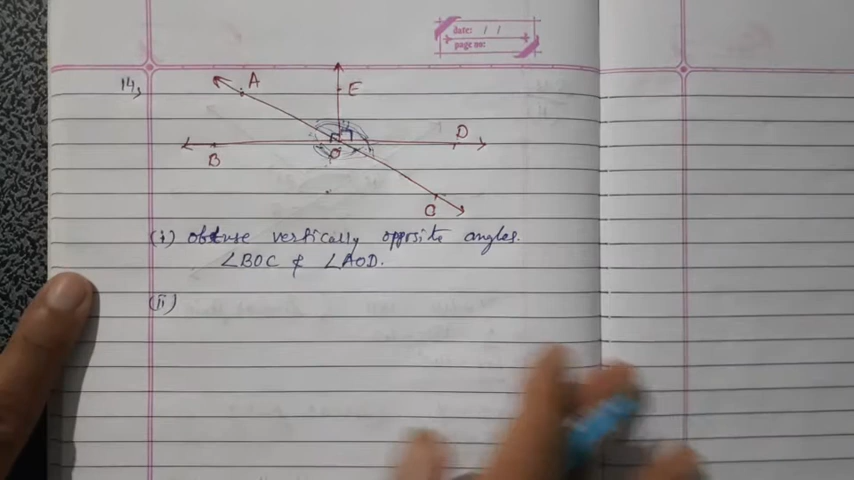 date: / /
page no:
14,
A
E
B
O
D
C
(i) obtuse vertically opposite angles.
∠BOC & ∠AOD.
(ii)